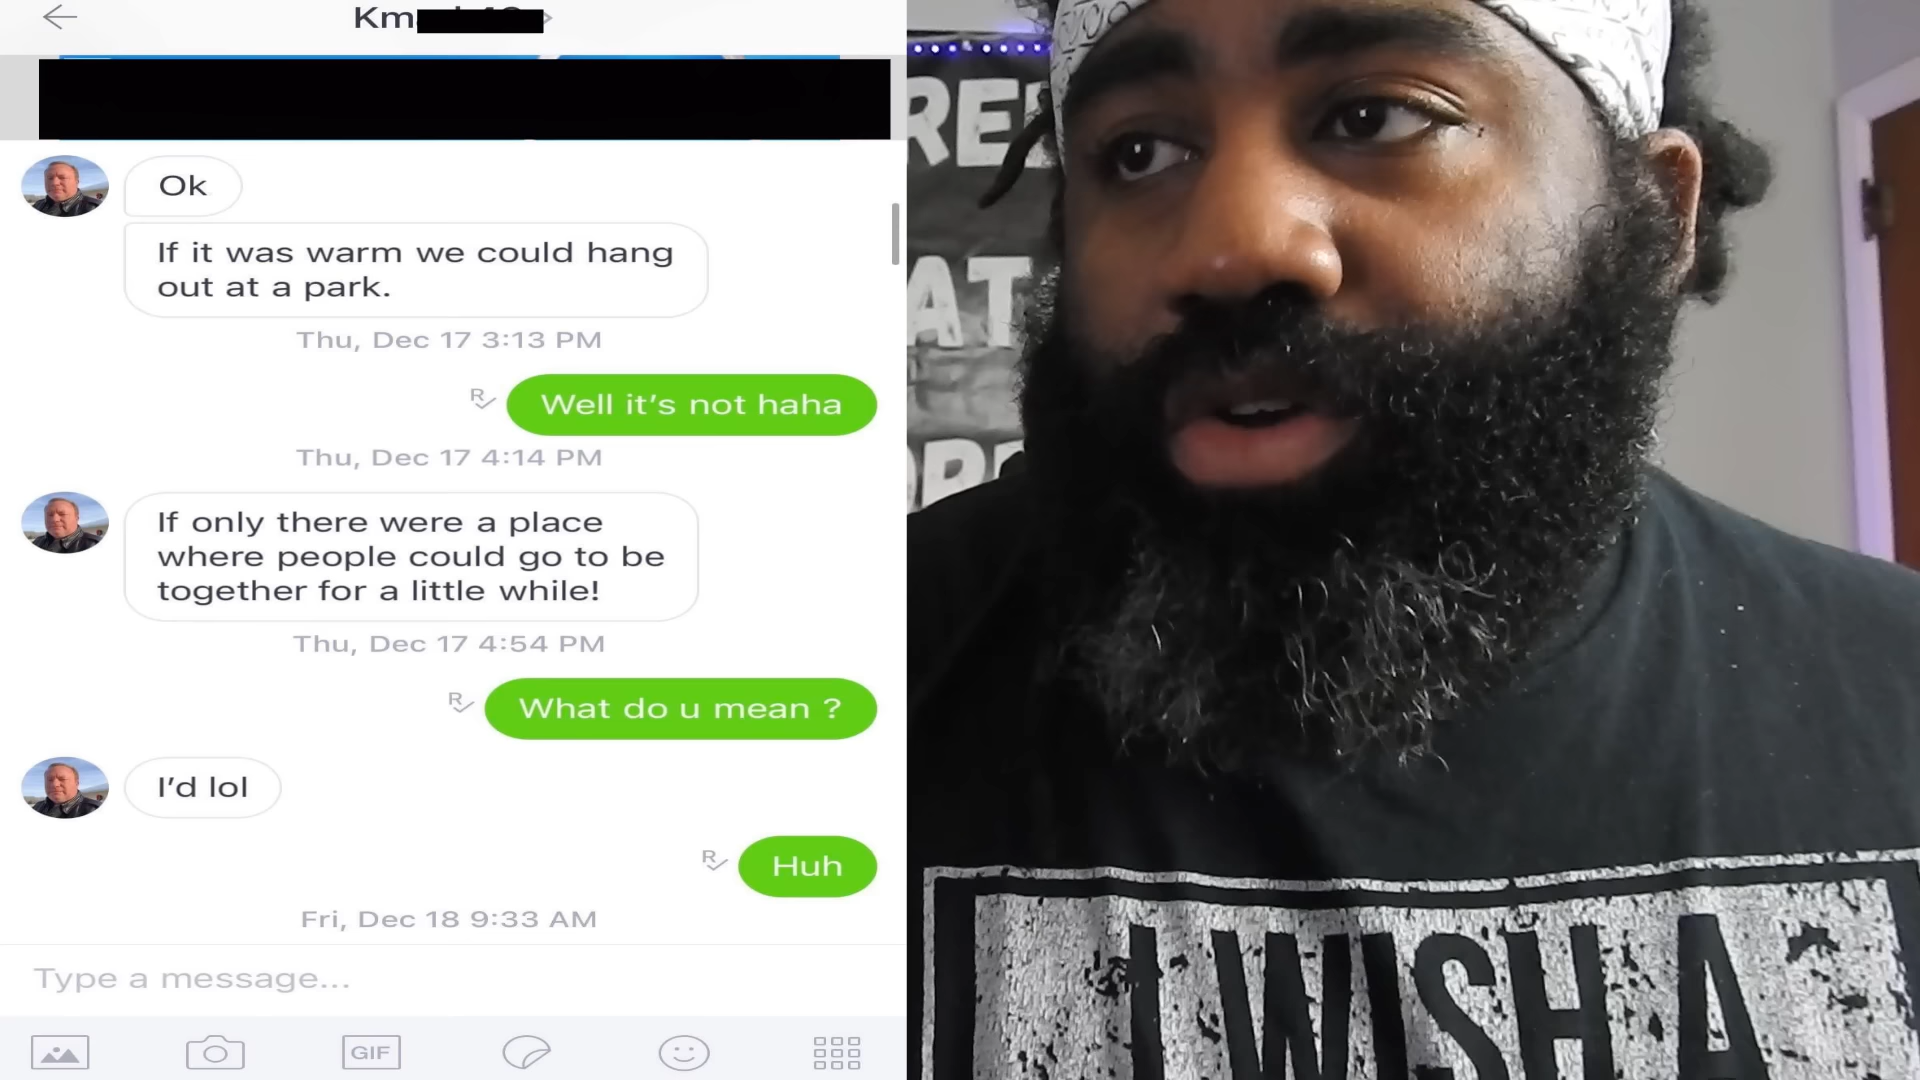 Km
Ok
If it was warm we could hang
out at a park.
Thu, Dec 17 3:13 PM
R
Well it's not haha
Thu, Dec 17 4:14 PM
If only there were a place
where people could go to be
together for a little while!
Thu, Dec 17 4:54 PM
R
What do u mean ?
I'd lol
R
Huh
Fri, Dec 18 9:33 AM
Type a message...
GIF
RE
AT
I WISH A